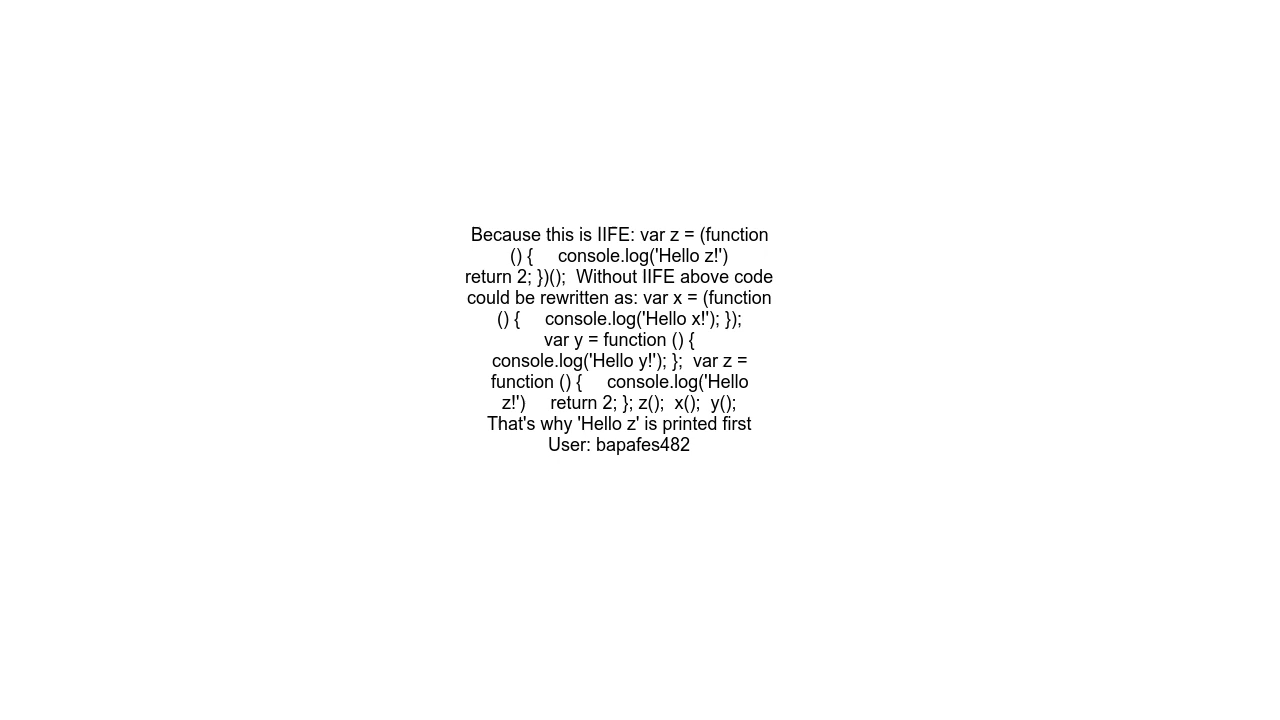 Because this is IIFE: var z = (function
() {     console.log('Hello z!')
return 2; })();  Without IIFE above code
could be rewritten as: var x = (function
() {     console.log('Hello x!'); });
var y = function () {
console.log('Hello y!'); };  var z =
function () {     console.log('Hello
z!')     return 2; }; z();  x();  y();
That's why 'Hello z' is printed first
User: bapafes482